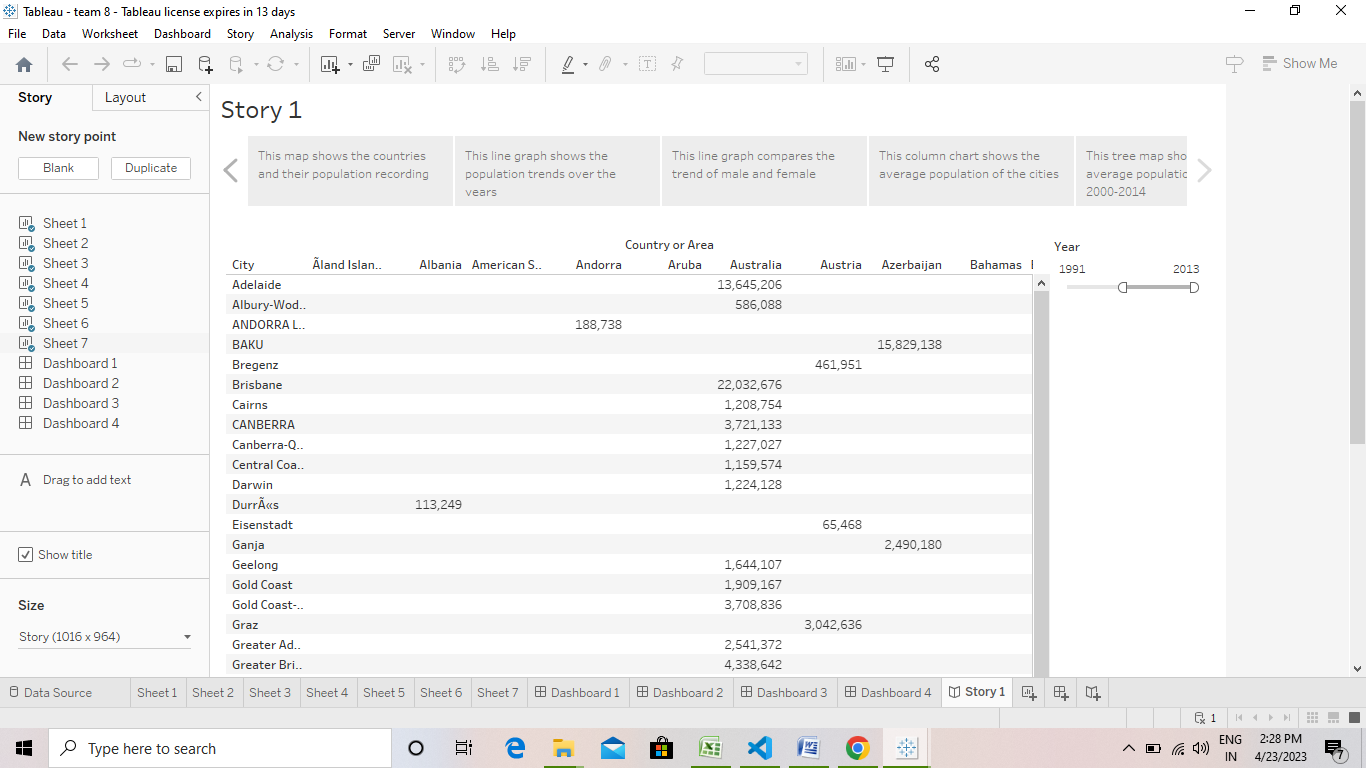 Tableau - team 8 - Tableau license expires in 13 days
File Data Worksheet Dashboard Story Analysis Format Server Window Help
Show Me
Story Layout
New story point
Blank Duplicate
Sheet 1
Sheet 2
Sheet 3
Sheet 4
Sheet 5
Sheet 6
Sheet 7
Dashboard 1
Dashboard 2
Dashboard 3
Dashboard 4
A Drag to add text
Show title
Size
Story (1016 x 964)
Story 1
This map shows the countries
and their population recording
This line graph shows the
population trends over the
years
This line graph compares the
trend of male and female
This column chart shows the
average population of the cities
This tree map sho
average populatic
2000-2014
Country or Area
City Ãland Islan.. Albania American S.. Andorra Aruba Australia Austria Azerbaijan Bahamas
Adelaide 13,645,206
Albury-Wod.. 586,088
ANDORRA L.. 188,738
BAKU 15,829,138
Bregenz 461,951
Brisbane 22,032,676
Cairns 1,208,754
CANBERRA 3,721,133
Canberra-Q.. 1,227,027
Central Coa.. 1,159,574
Darwin 1,224,128
DurrÃ«s 113,249
Eisenstadt 65,468
Ganja 2,490,180
Geelong 1,644,107
Gold Coast 1,909,167
Gold Coast-.. 3,708,836
Graz 3,042,636
Greater Ad.. 2,541,372
Greater Bri.. 4,338,642
Year
1991 2013
Data Source Sheet 1 Sheet 2 Sheet 3 Sheet 4 Sheet 5 Sheet 6 Sheet 7 Dashboard 1 Dashboard 2 Dashboard 3 Dashboard 4 Story 1
1
Type here to search
ENG
IN
2:28 PM
4/23/2023
7